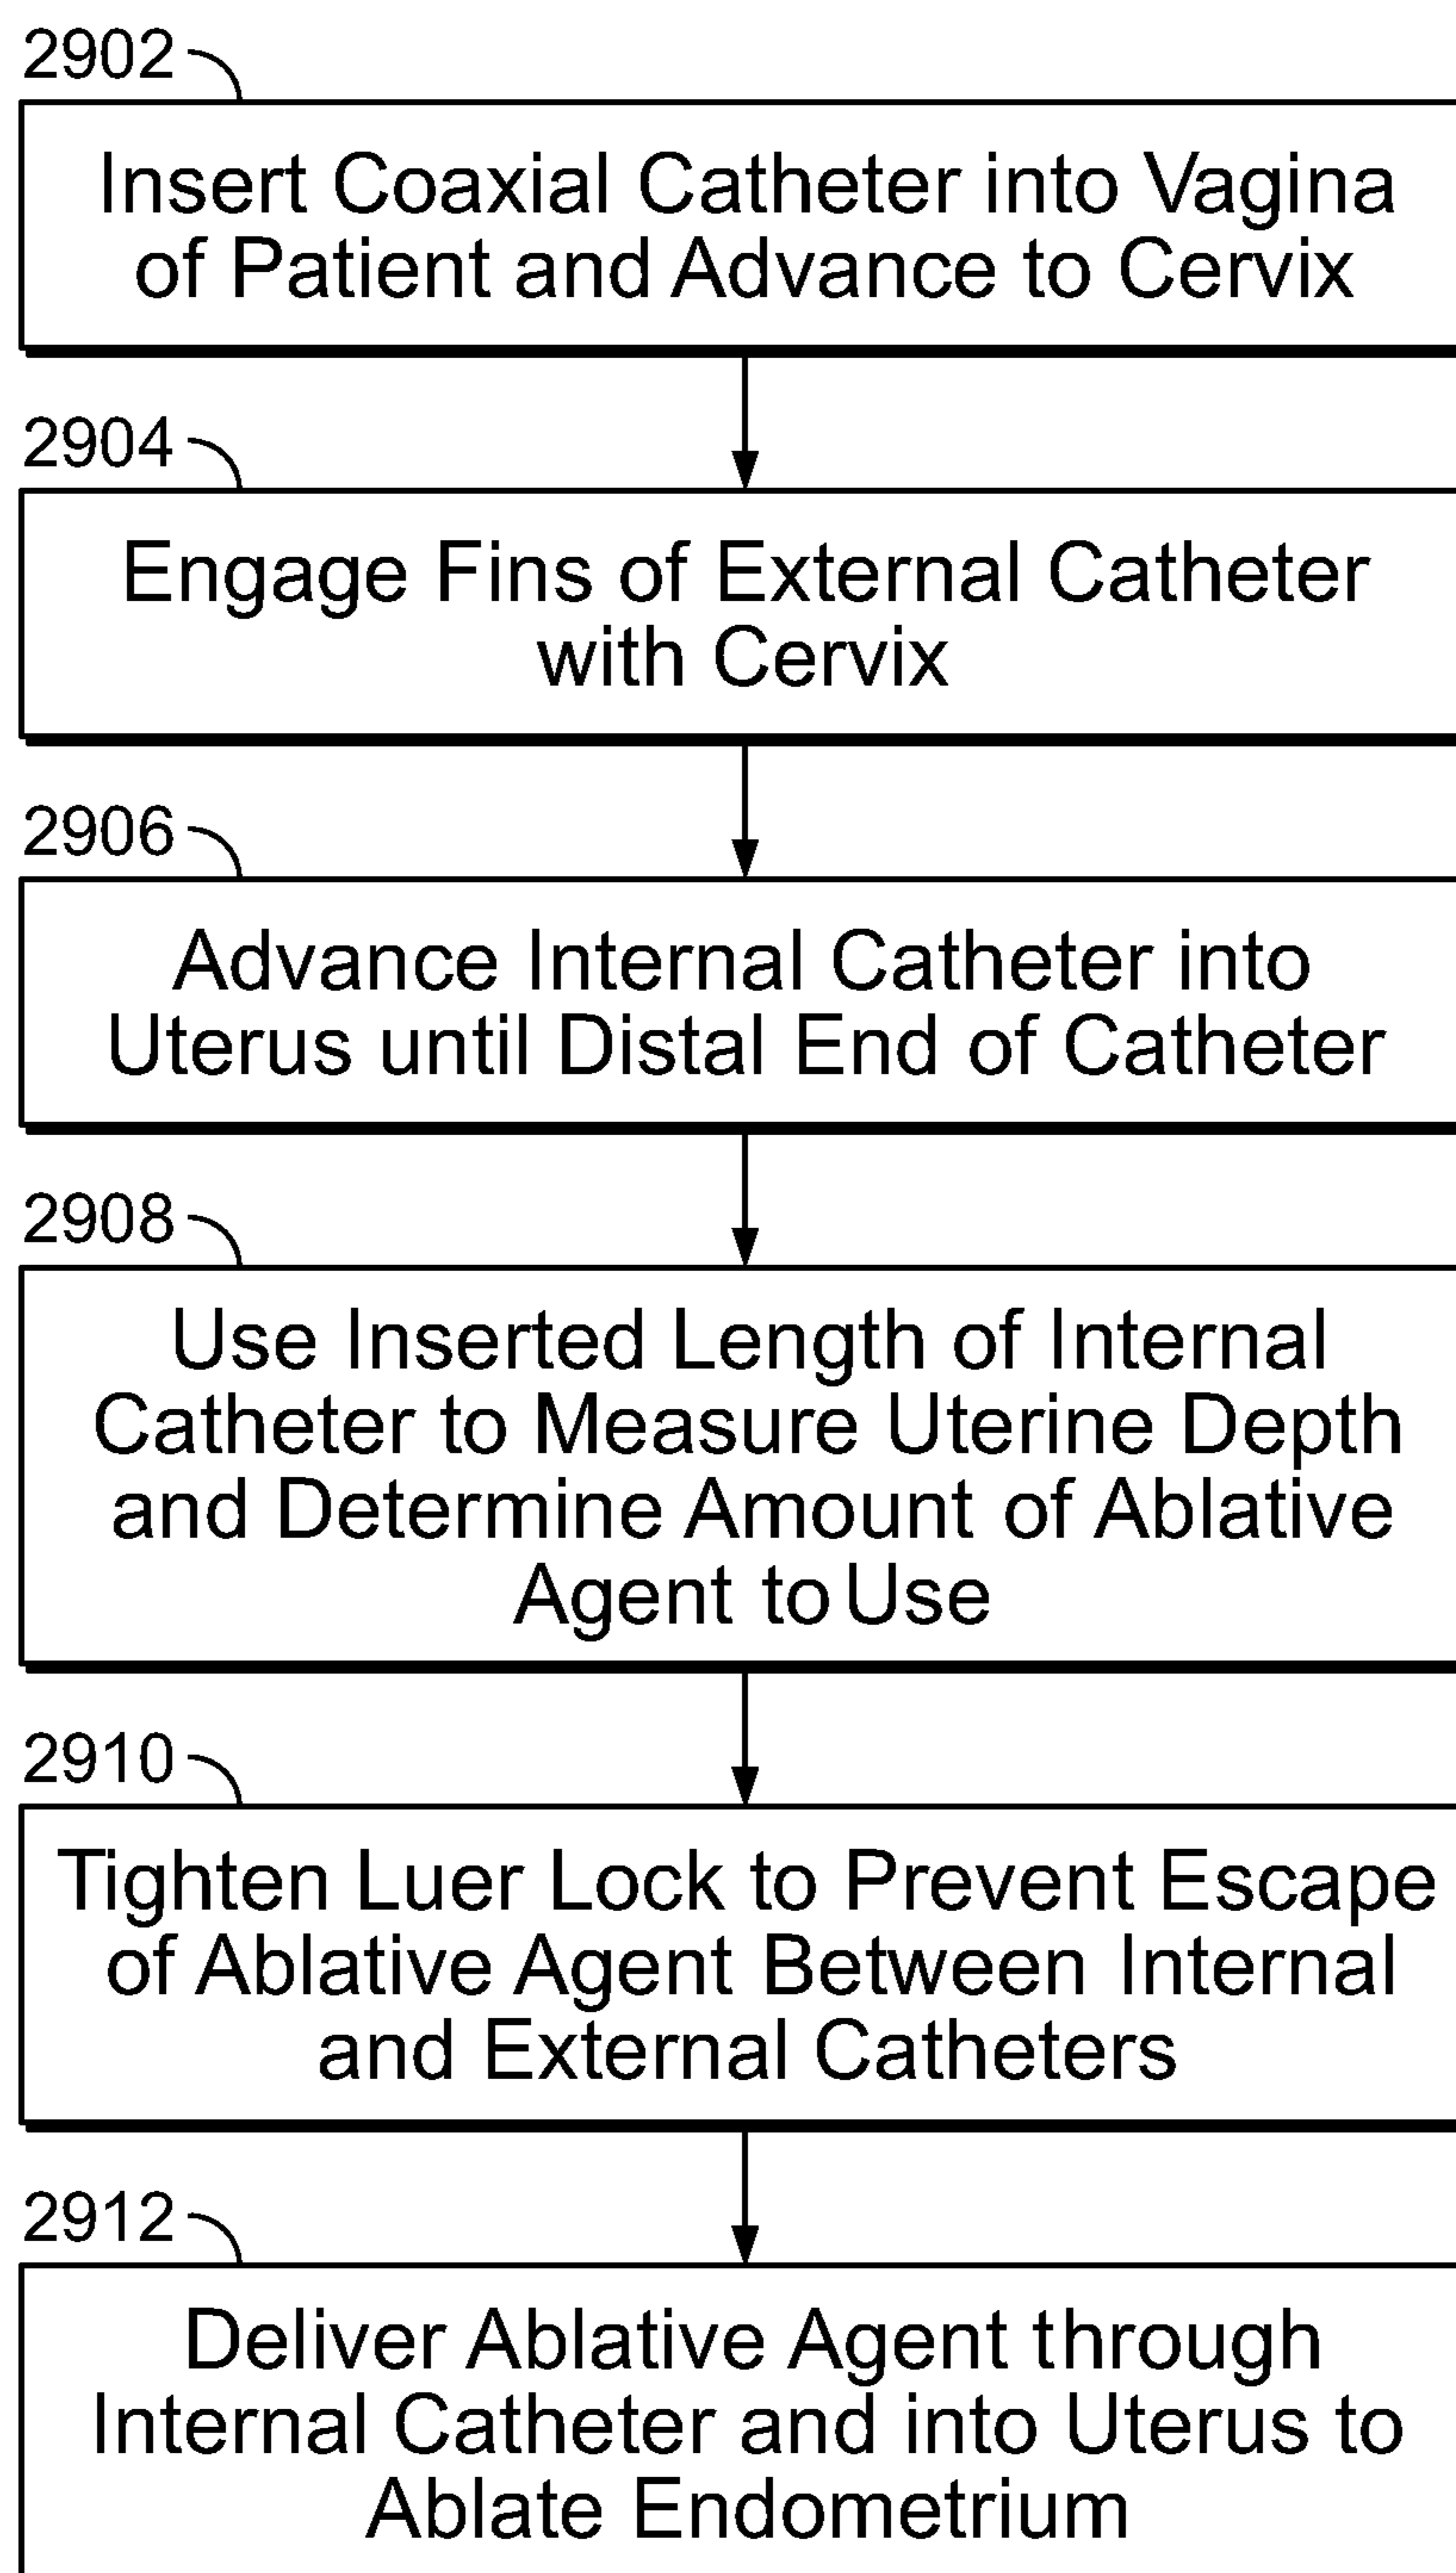 2902
Insert Coaxial Catheter into Vagina
of Patient and Advance to Cervix
2904
Engage Fins of External Catheter
with Cervix
2906
Advance Internal Catheter into
Uterus until Distal End of Catheter
2908
Use Inserted Length of Internal
Catheter to Measure Uterine Depth
and Determine Amount of Ablative
Agent to Use
2910
Tighten Luer Lock to Prevent Escape
of Ablative Agent Between Internal
and External Catheters
2912
Deliver Ablative Agent through
Internal Catheter and into Uterus to
Ablate Endometrium